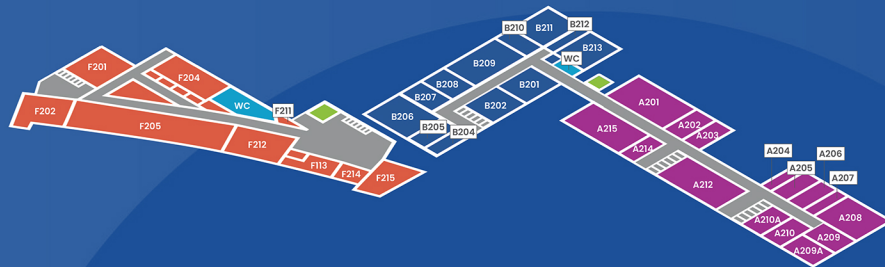 F201
F204
WC
F202
F205
F211
F212
F113
F214
F215
B210
B211
B212
B213
WC
B209
B208
B207
B206
B205
B204
B202
B201
A201
A202
A203
A215
A214
A212
A204
A205
A206
A207
A208
A210A
A210
A209
A209A